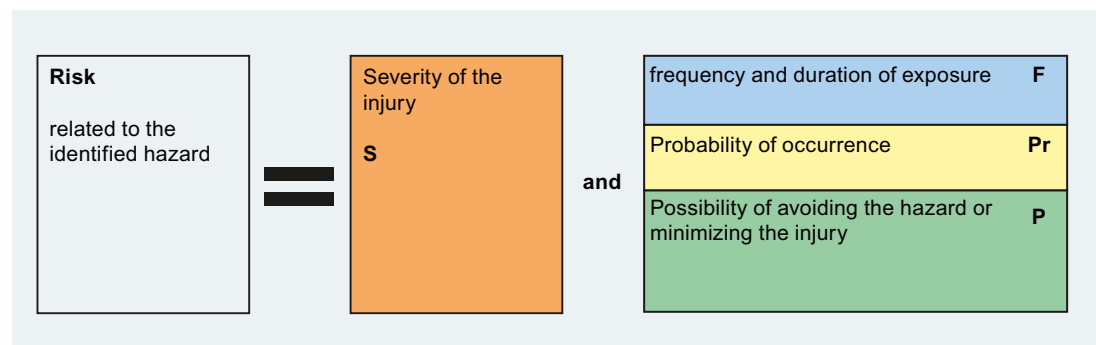 Risk
related to the
identified hazard
Severity of the
injury
S
and
frequency and duration of exposure F
Probability of occurrence Pr
Possibility of avoiding the hazard or
minimizing the injury P